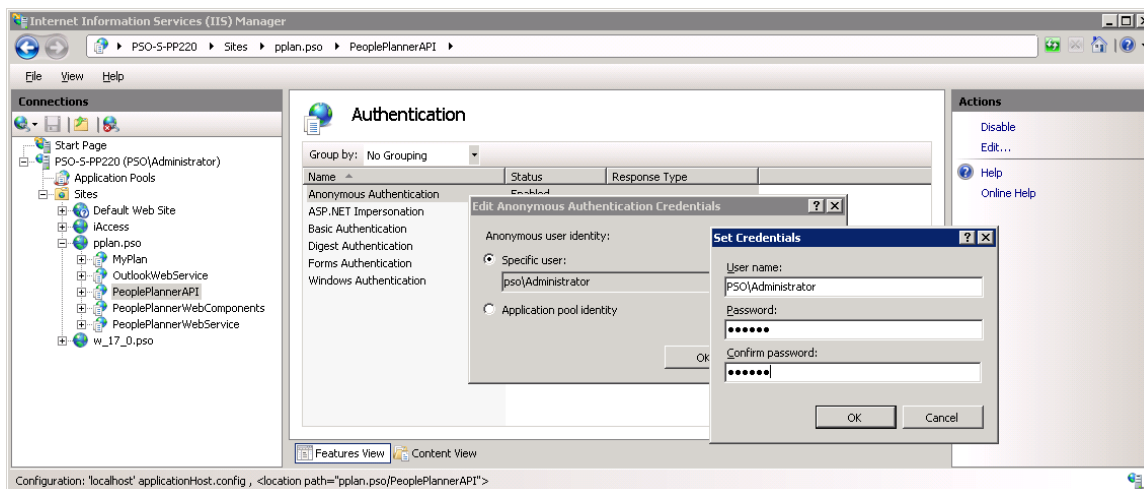 Internet Information Services (IIS) Manager
PSO-S-PP220 Sites pplan.pso PeoplePlannerAPI
File View Help
Connections
Start Page
PSO-S-PP220 (PSO\Administrator)
Application Pools
Sites
Default Web Site
iAccess
pplan.pso
MyPlan
OutlookWebService
PeoplePlannerAPI
PeoplePlannerWebComponents
PeoplePlannerWebService
w_17_0.pso
Authentication
Group by: No Grouping
Name Status Response Type
Anonymous Authentication Enabled
ASP.NET Impersonation
Basic Authentication
Digest Authentication
Forms Authentication
Windows Authentication
Edit Anonymous Authentication Credentials
Anonymous user identity:
Specific user:
pso\Administrator
Application pool identity
OK
Set Credentials
User name:
PSO\Administrator
Password:
••••••
Confirm password:
••••••
OK Cancel
Actions
Disable
Edit...
Help
Online Help
Features View Content View
Configuration: 'localhost' applicationHost.config , <location path="pplan.pso/PeoplePlannerAPI">